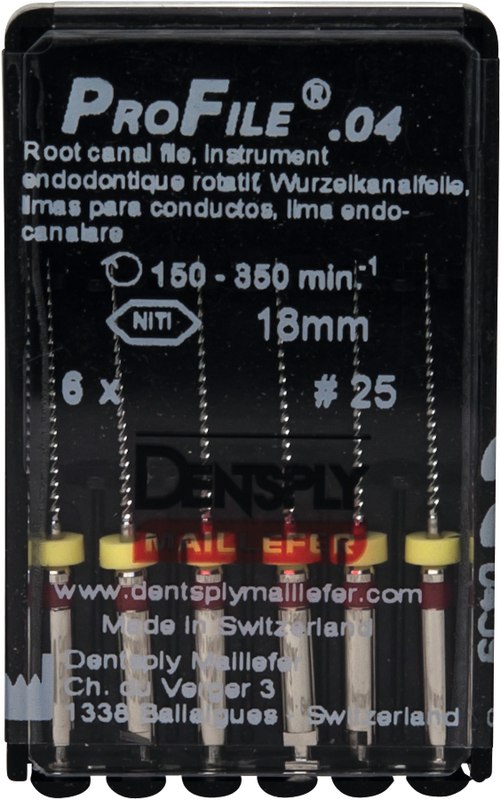 PROFILE® .04
Root canal file, instrument
endodontique rotatif, Wurzelkanalfeile,
limas para conductos, lima endo-
canalare
150 - 350 min.-1
NITI 18mm
6 x # 25
DENTSPLY
MAILLEFER
www.dentsplymaillefer.com
Made in Switzerland
Dentsply Maillefer
Ch. du Verger 3
1338 Ballaigues - Switzerland